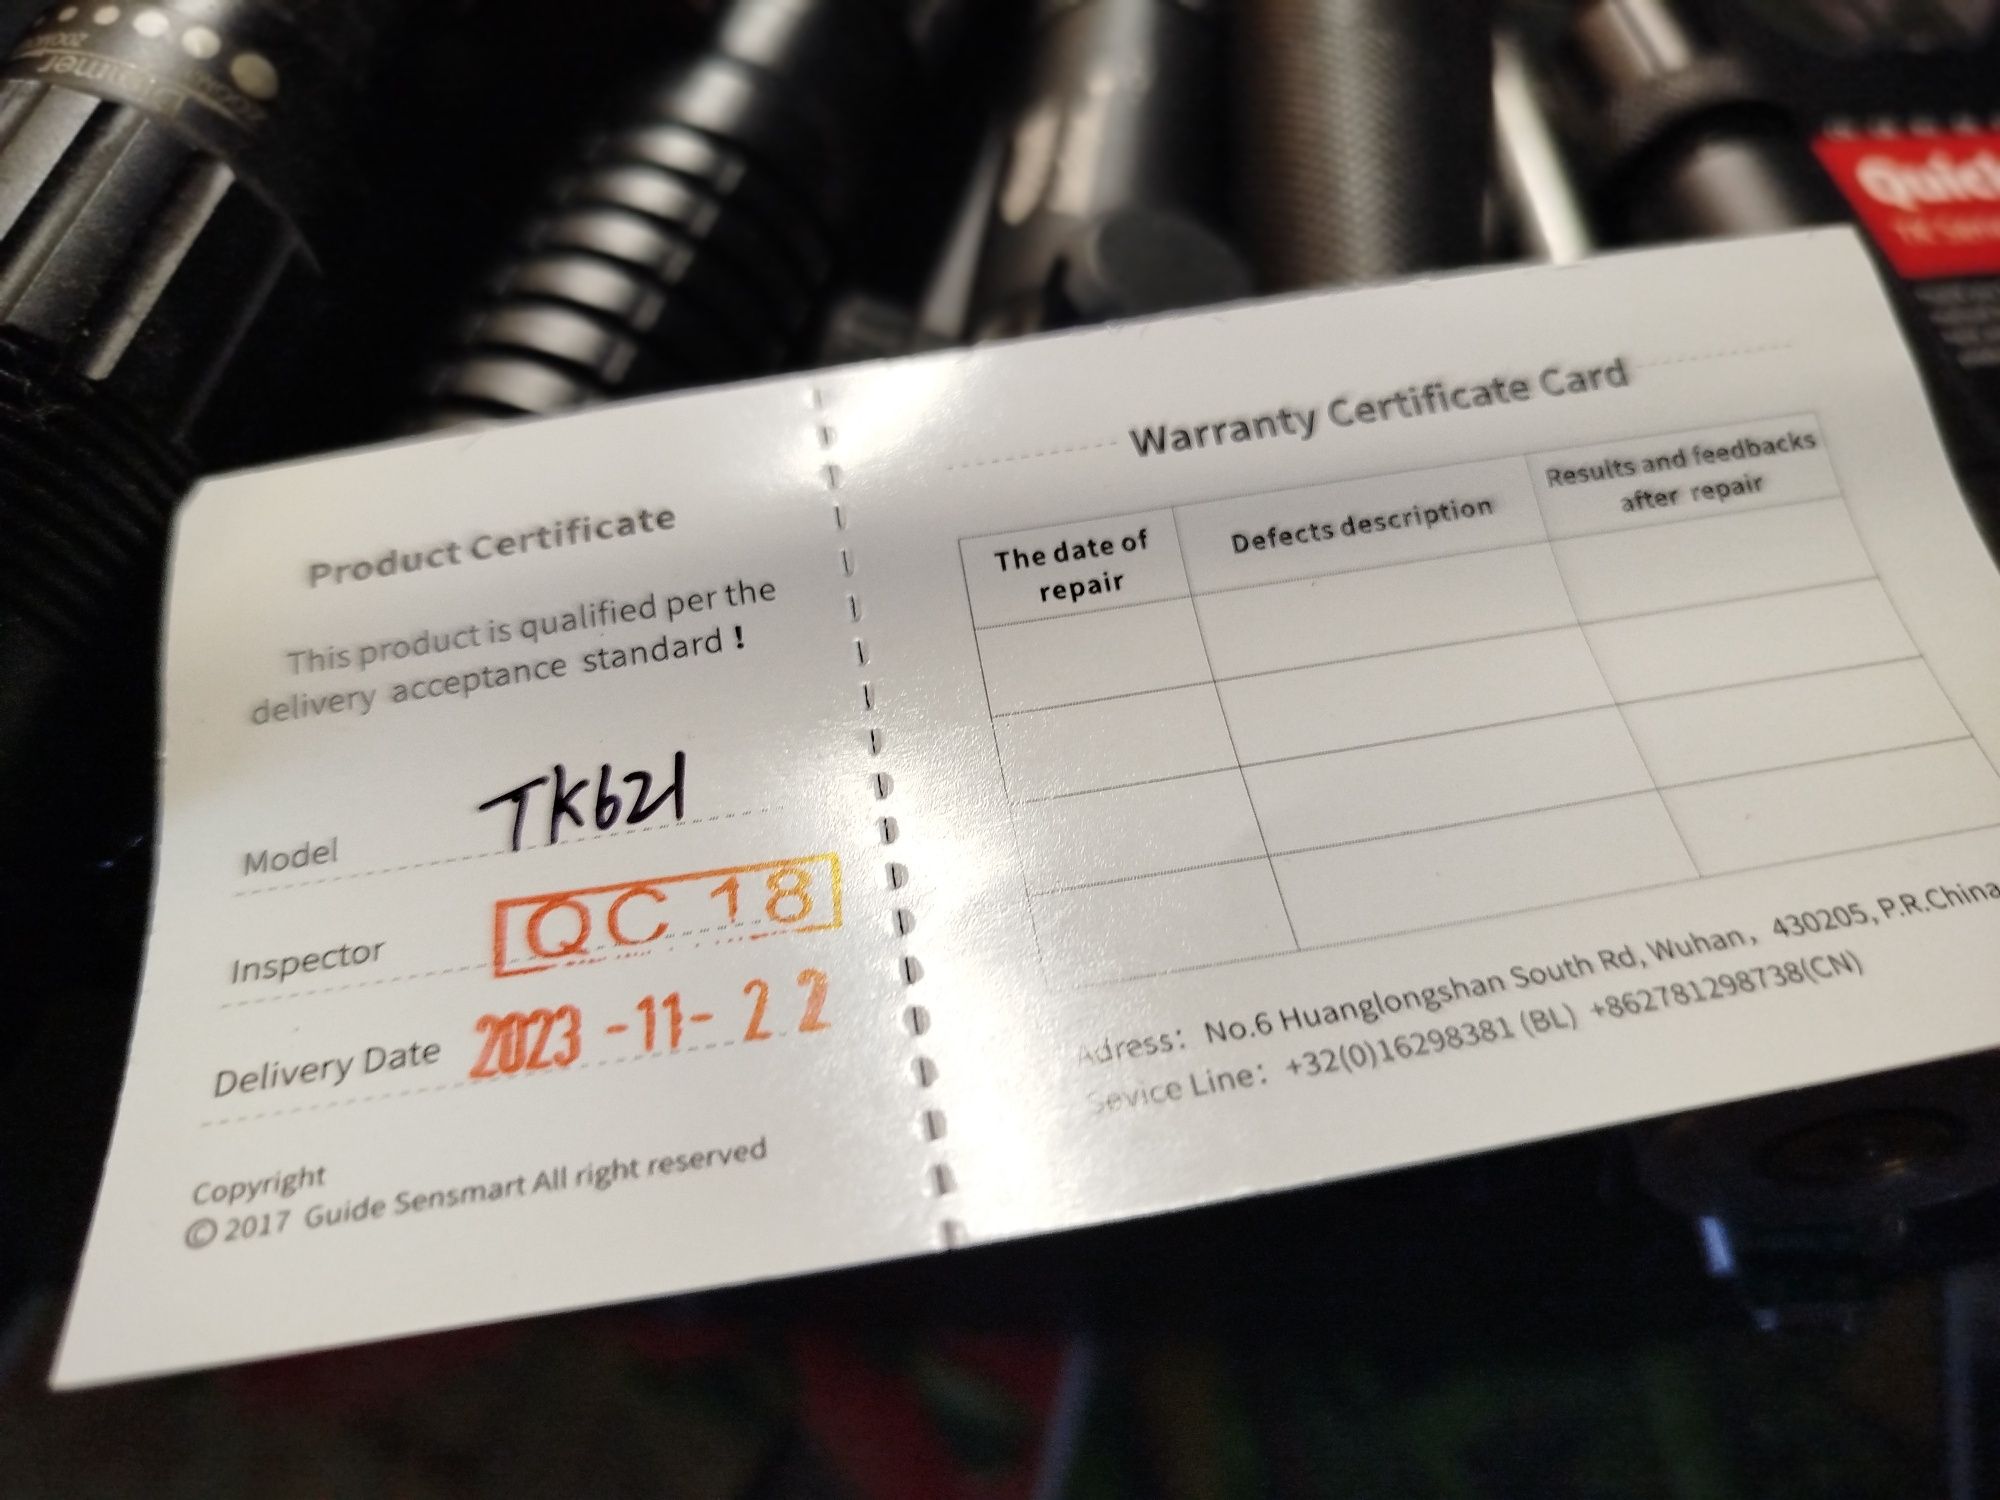 Quick
Product Certificate
This product is qualified per the
delivery acceptance standard !
Model TK621
Inspector QC 18
Delivery Date 2023-11-22
Copyright
© 2017 Guide Sensmart All right reserved
Warranty Certificate Card
The date of
repair
Defects description
Results and feedbacks
after repair
Adress: No.6 Huanglongshan South Rd, Wuhan, 430205, P.R.China
Sevice Line: +32(0)16298381 (BL) +862781298738(CN)